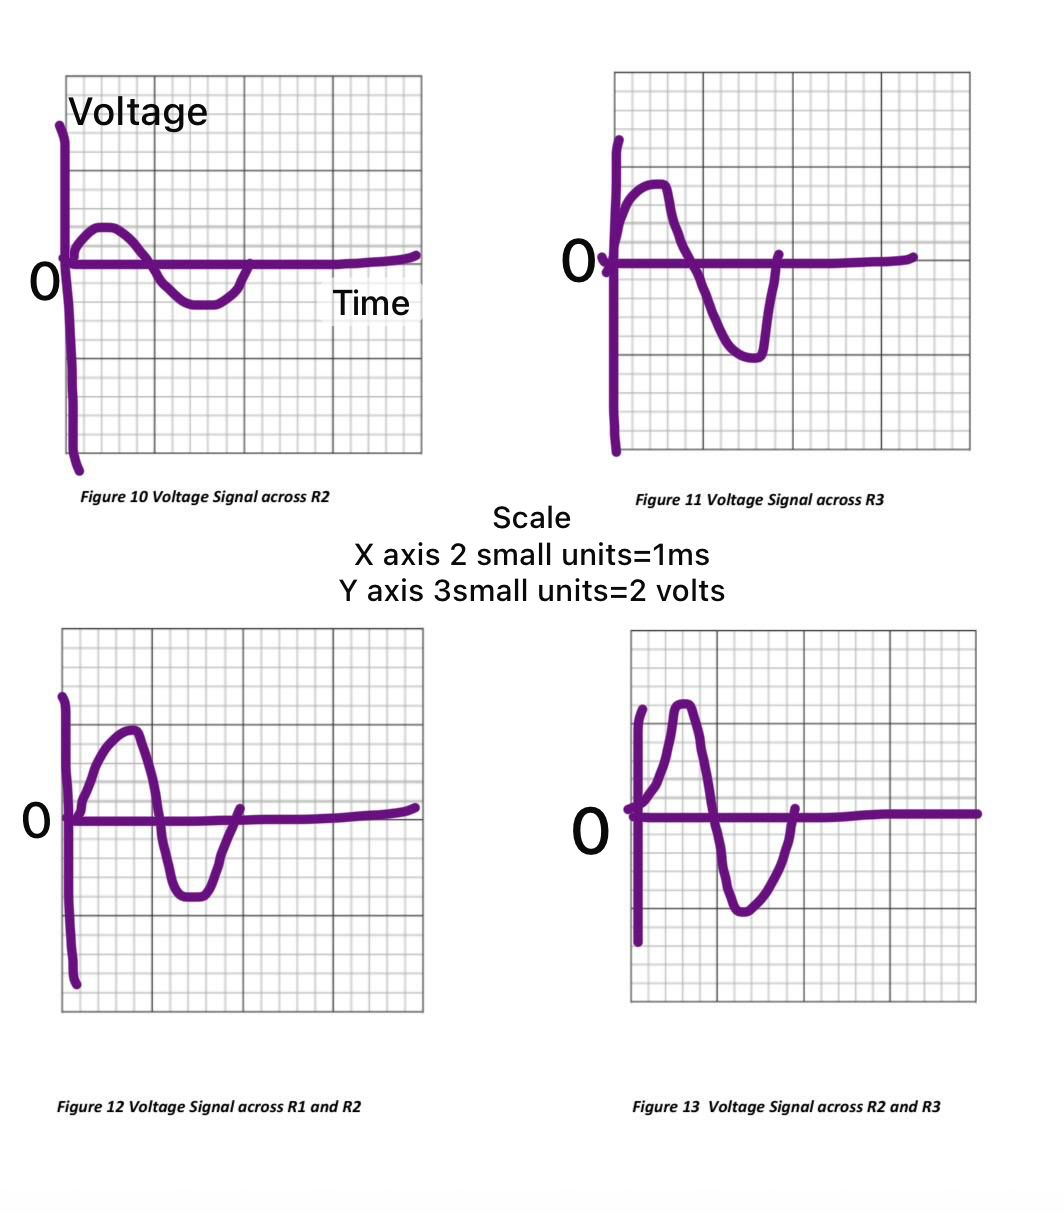 Voltage
0
Time
0
Figure 10 Voltage Signal across R2
Figure 11 Voltage Signal across R3
Scale
X axis 2 small units=1ms
Y axis 3small units=2 volts
0
0
Figure 12 Voltage Signal across R1 and R2
Figure 13  Voltage Signal across R2 and R3